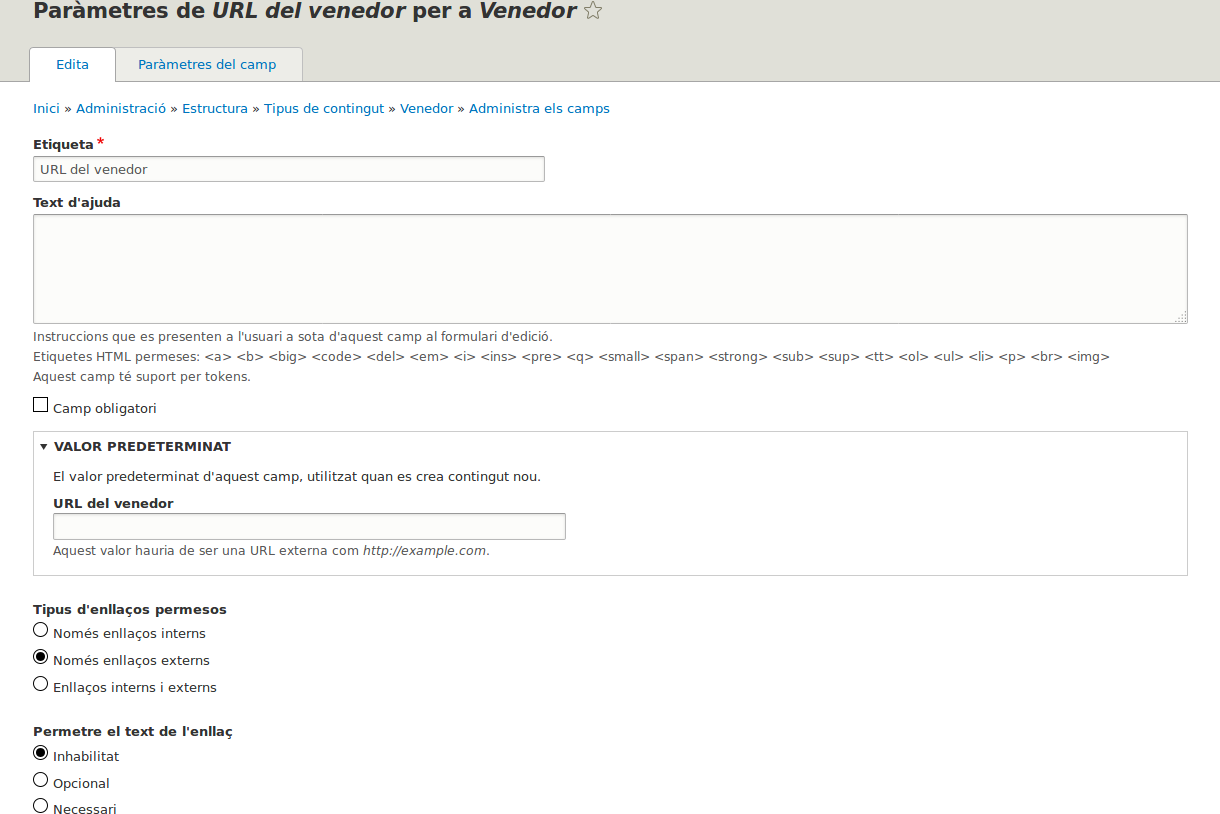 Paràmetres de URL del venedor per a Venedor
Edita
Paràmetres del camp
Inici » Administració » Estructura » Tipus de contingut » Venedor » Administra els camps
Etiqueta *
URL del venedor
Text d'ajuda
Instruccions que es presenten a l'usuari a sota d'aquest camp al formulari d'edició.
Etiquetes HTML permeses: <a> <b> <big> <code> <del> <em> <i> <ins> <pre> <q> <small> <span> <strong> <sub> <sup> <tt> <ol> <ul> <li> <p> <br> <img>
Aquest camp té suport per tokens.
Camp obligatori
VALOR PREDETERMINAT
El valor predeterminat d'aquest camp, utilitzat quan es crea contingut nou.
URL del venedor
Aquest valor hauria de ser una URL externa com http://example.com.
Tipus d'enllaços permesos
Només enllaços interns
Només enllaços externs
Enllaços interns i externs
Permetre el text de l'enllaç
Inhabilitat
Opcional
Necessari